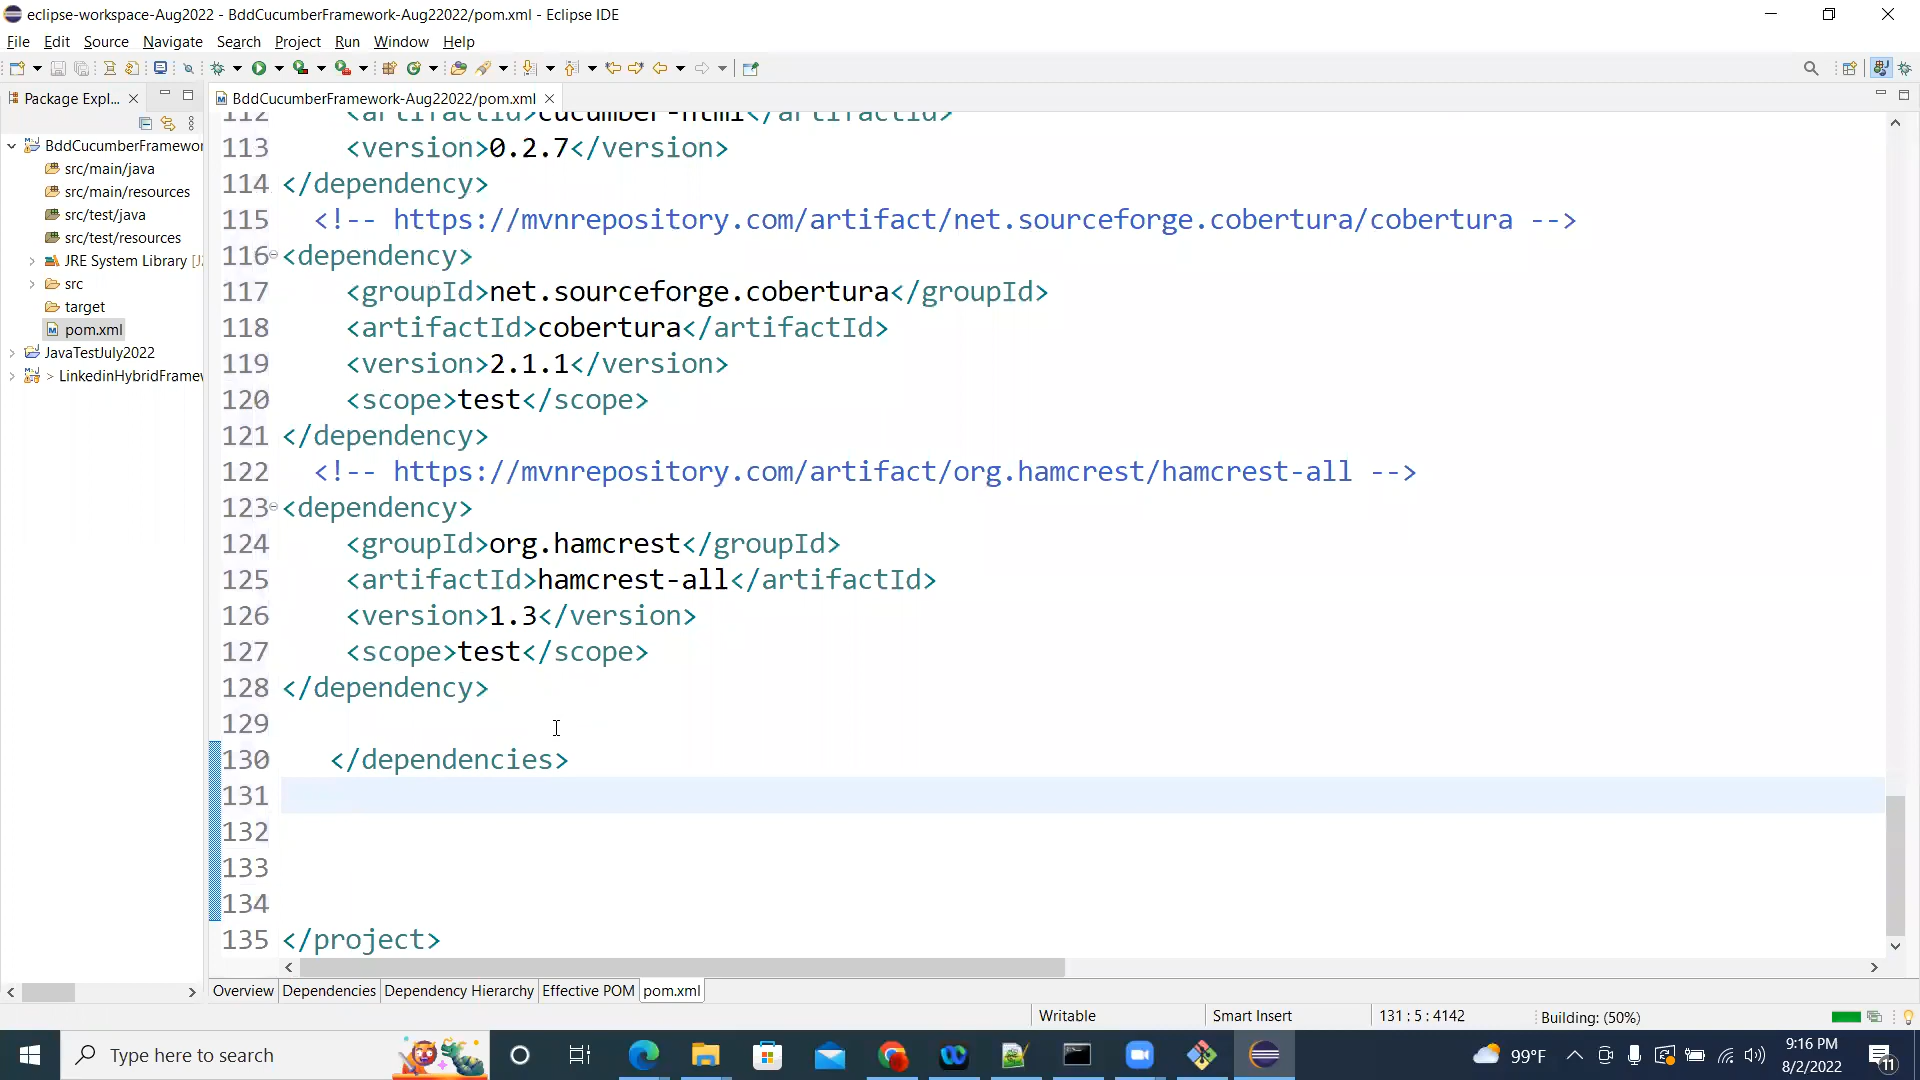 eclipse-workspace-Aug2022 - BddCucumberFramework-Aug22022/pom.xml - Eclipse IDE
File Edit Source Navigate Search Project Run Window Help
Package Expl...
BddCucumberFramework-Aug22022/pom.xml
BddCucumberFramewor
src/main/java
src/main/resources
src/test/java
src/test/resources
JRE System Library
src
target
pom.xml
JavaTestJuly2022
> LinkedinHybridFramew
112 <artifactId>cucumber-html</artifactId>
113 <version>0.2.7</version>
114 </dependency>
115 <!-- https://mvnrepository.com/artifact/net.sourceforge.cobertura/cobertura -->
116 <dependency>
117 <groupId>net.sourceforge.cobertura</groupId>
118 <artifactId>cobertura</artifactId>
119 <version>2.1.1</version>
120 <scope>test</scope>
121 </dependency>
122 <!-- https://mvnrepository.com/artifact/org.hamcrest/hamcrest-all -->
123 <dependency>
124 <groupId>org.hamcrest</groupId>
125 <artifactId>hamcrest-all</artifactId>
126 <version>1.3</version>
127 <scope>test</scope>
128 </dependency>
129
130 </dependencies>
131
132
133
134
135 </project>
Overview Dependencies Dependency Hierarchy Effective POM pom.xml
Writable Smart Insert 131 : 5 : 4142 Building: (50%)
Type here to search
99°F
9:16 PM
8/2/2022
11